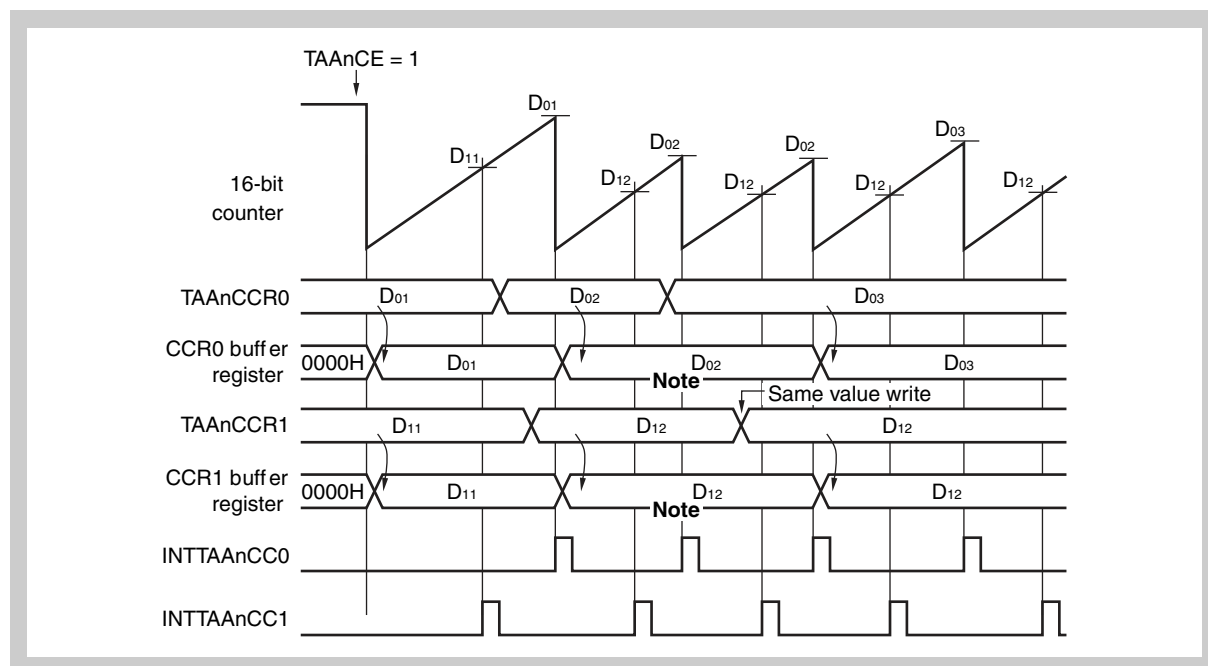 TAAnCE = 1
D01
D11
D02
D12
D02
D12
D03
D12
D12
16-bit
counter
TAAnCCR0
D01
D02
D03
CCR0 buffer
register
0000H
D01
D02
D03
Note
Same value write
TAAnCCR1
D11
D12
D12
CCR1 buffer
register
0000H
D11
D12
D12
Note
INTTAAnCC0
INTTAAnCC1